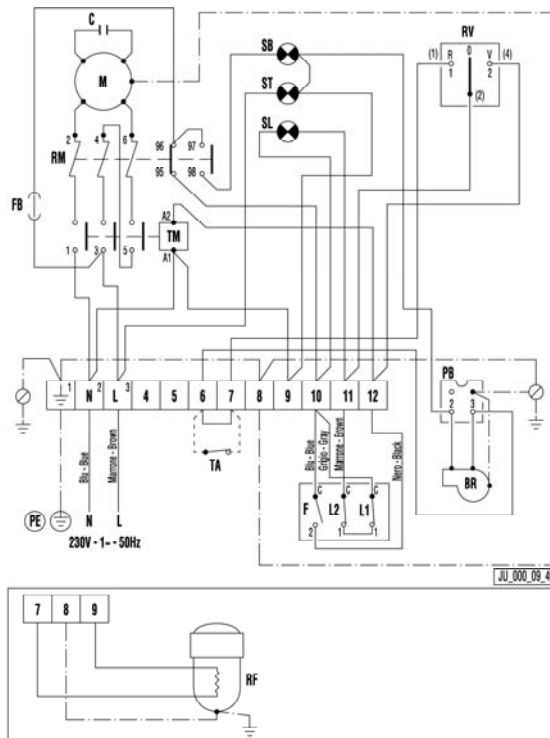 C
SB
RV
(1) R 0 V (4)
1 2
(2)
M
ST
SL
2 4 6 96 97
RM
95 98
FB
A2
TM
1 3 5 A1
1 N 2 L 3 4 5 6 7 8 9 10 11 12
PB
2 3
Blu - Blue
Marrone - Brown
TA
Blu - Blue
Grigio - Gray
Marrone - Brown
Nero - Black
BR
C C C
F L2 L1
2 1 1
PE N L
230V - 1~ - 50Hz
JU_000_09_4
7 8 9
RF